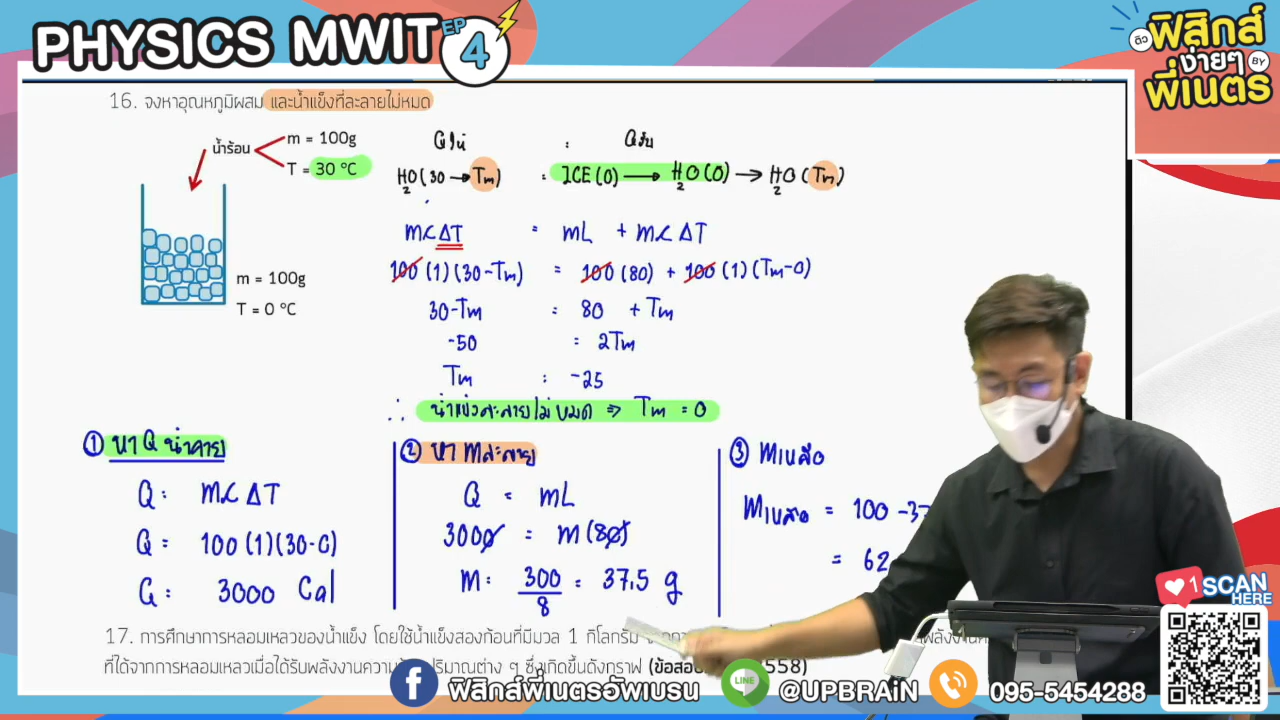 PHYSICS MWIT EP 4
ติว
ฟิสิกส์
ง่ายๆ BY
พี่เนตร
16. จงหาอุณหภูมิผสม และน้ำแข็งที่ละลายไม่หมด
น้ำร้อน
m = 100g
T = 30 °C
m = 100g
T = 0 °C
Qให้ : Qรับ
H2O(30 → Tm) = ICE(0) → H2O(0) → H2O(Tm)
mcΔT = mL + mcΔT
100(1)(30-Tm) = 100(80) + 100(1)(Tm-0)
30-Tm = 80 + Tm
-50 = 2Tm
Tm = -25
∴ น้ำแข็งละลายไม่หมด ⇒ Tm = 0
① หา Q น้ำคาย
Q = mcΔT
Q = 100(1)(30-0)
Q = 3000 Cal
② หา mละลาย
Q = mL
3000 = m(80)
m = 300/8 = 37.5 g
③ mเหลือ
mเหลือ = 100 -37
= 62
17. การศึกษาการหลอมเหลวของน้ำแข็ง โดยใช้น้ำแข็งสองก้อนที่มีมวล 1 กิโลกรัม
ที่ได้จากการหลอมเหลวเมื่อได้รับพลังงานความ ปริมาณต่าง ๆ ซึ่งเกิดขึ้นดังกราฟ (ข้อสอบ 558)
1 SCAN
HERE
ฟิสิกส์พี่เนตรอัพเบรน
LINE
@UPBRAiN
095-5454288